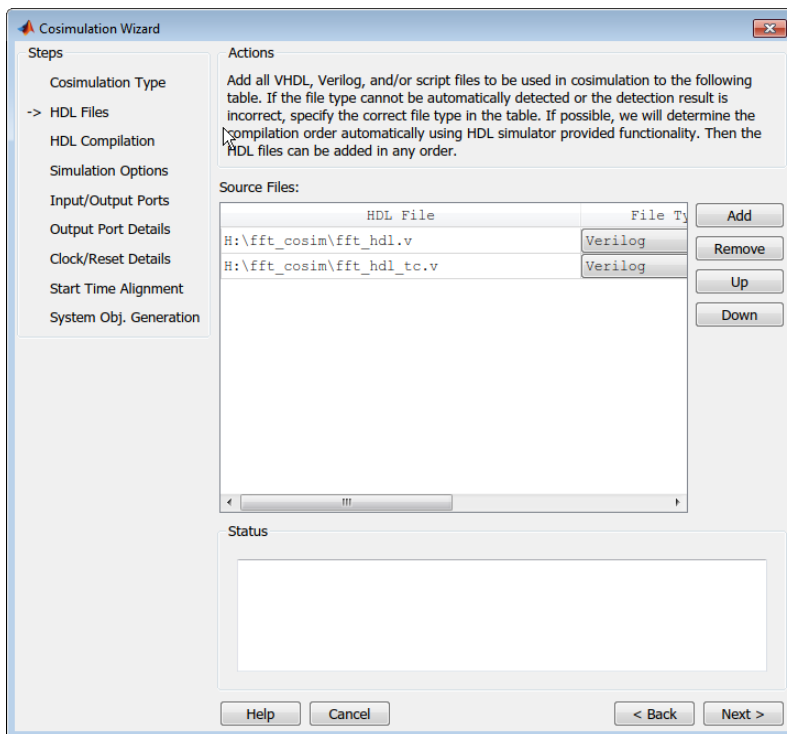 Cosimulation Wizard
Steps
Cosimulation Type
-> HDL Files
HDL Compilation
Simulation Options
Input/Output Ports
Output Port Details
Clock/Reset Details
Start Time Alignment
System Obj. Generation
Actions
Add all VHDL, Verilog, and/or script files to be used in cosimulation to the following
table. If the file type cannot be automatically detected or the detection result is
incorrect, specify the correct file type in the table. If possible, we will determine the
compilation order automatically using HDL simulator provided functionality. Then the
HDL files can be added in any order.
Source Files:
HDL File File Ty
H:\fft_cosim\fft_hdl.v Verilog
H:\fft_cosim\fft_hdl_tc.v Verilog
Add
Remove
Up
Down
Status
Help Cancel < Back Next >